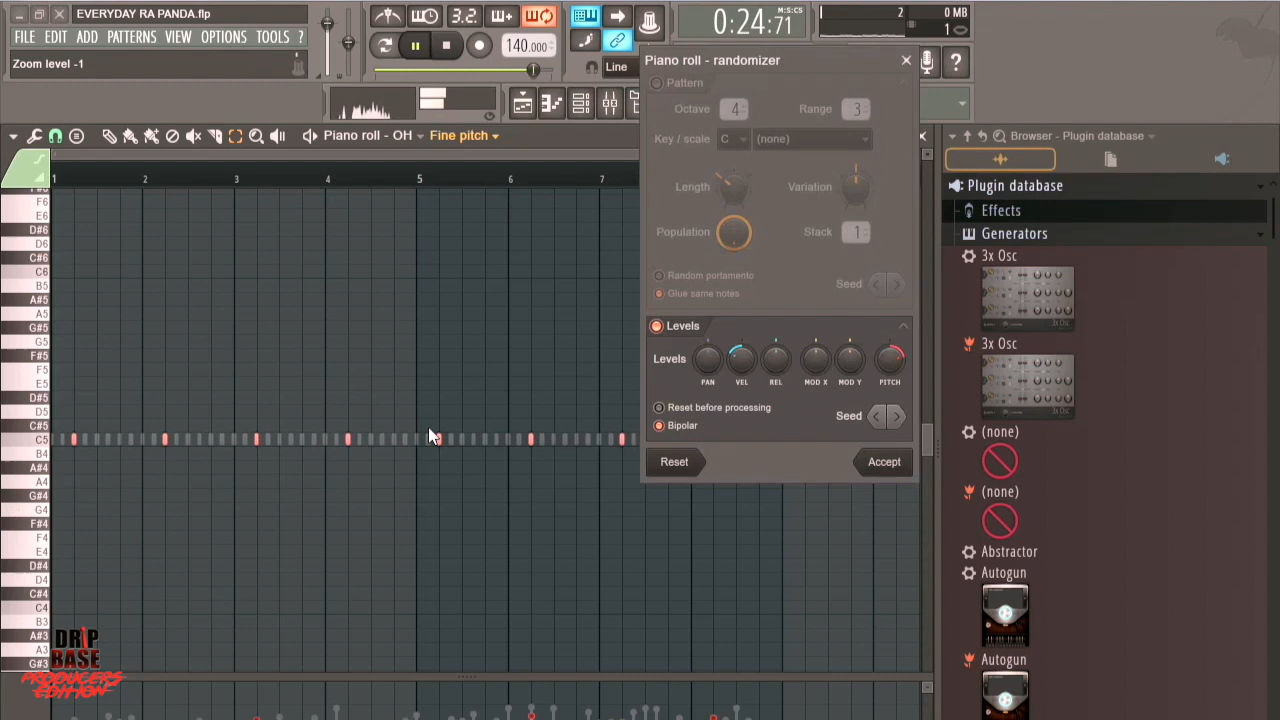 EVERYDAY RA PANDA.flp
FILE EDIT ADD PATTERNS VIEW OPTIONS TOOLS ?
Zoom level -1
3.2.
140.000
Line
0:24:71
M:S:CS
2
0 MB
1
Piano roll - OH
Fine pitch
1 2 3 4 5 6 7
F6
E6
D#6
D6
C#6
C6
B5
A#5
A5
G#5
G5
F#5
F5
E5
D#5
D5
C#5
C5
B4
A#4
A4
G#4
G4
F#4
F4
E4
D#4
D4
C#4
C4
B3
A#3
A3
G#3
DRIP
BASE
PRODUCERS
EDITION
Piano roll - randomizer
Pattern
Octave 4 Range 3
Key / scale C (none)
Length Variation
Population Stack 1
Random portamento
Glue same notes
Seed
Levels
Levels
PAN VEL REL MOD X MOD Y PITCH
Reset before processing
Bipolar
Seed
Reset Accept
Browser - Plugin database
Plugin database
Effects
Generators
3x Osc
3x Osc
3x Osc
3x Osc
(none)
(none)
Abstractor
Autogun
Autogun